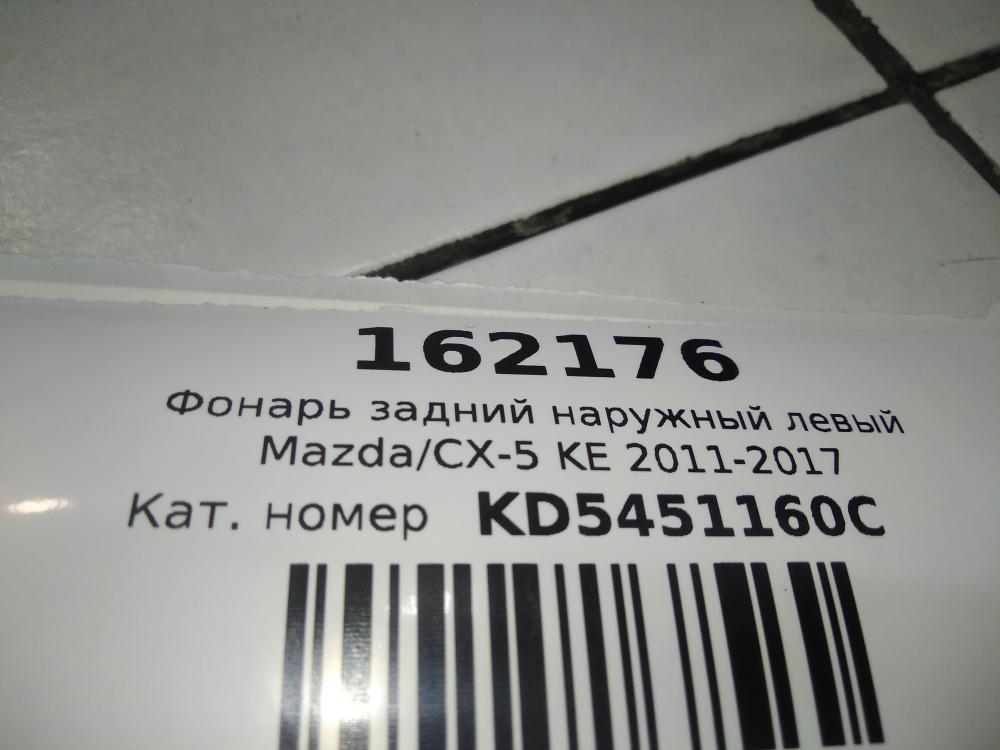 162176
Фонарь задний наружный левый
Mazda/CX-5 KE 2011-2017
Кат. номер KD5451160C